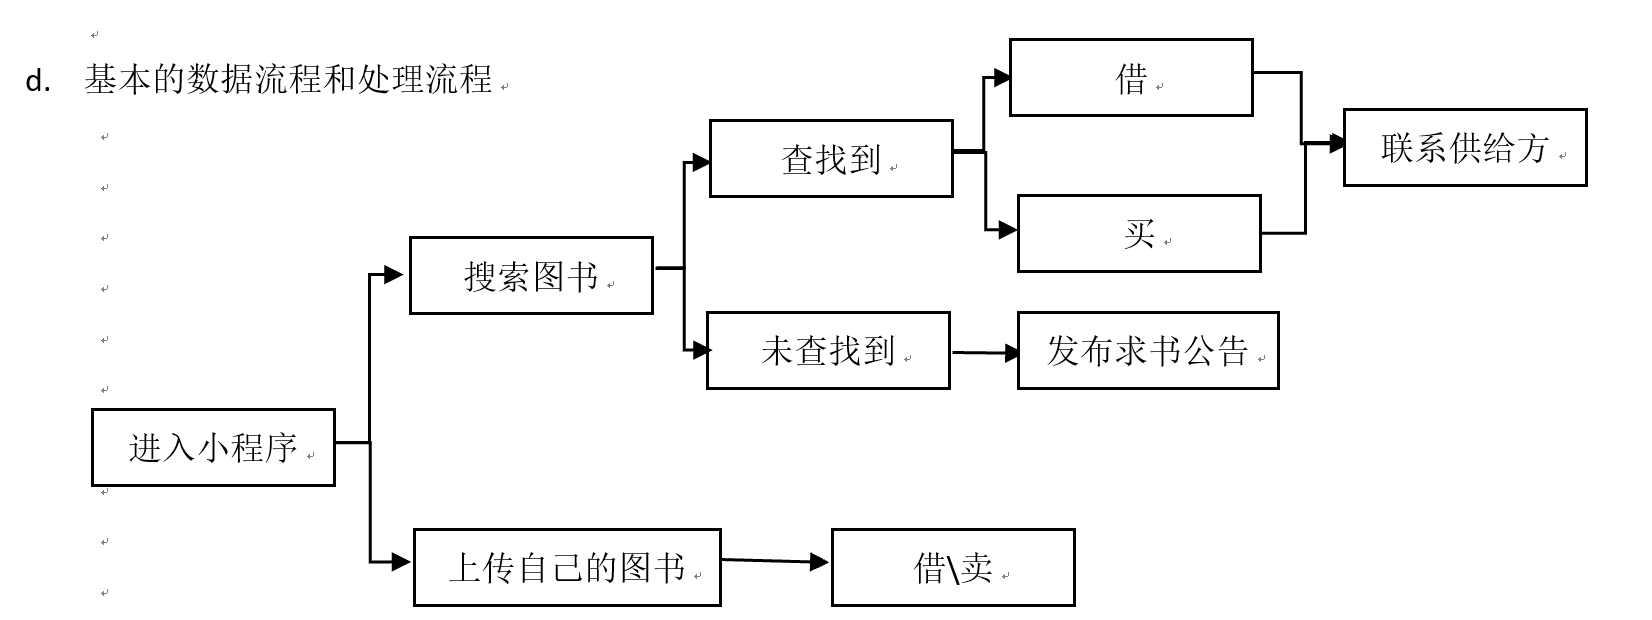 d. 基本的数据流程和处理流程
借
联系供给方
查找到
买
搜索图书
未查找到
发布求书公告
进入小程序
上传自己的图书
借\卖